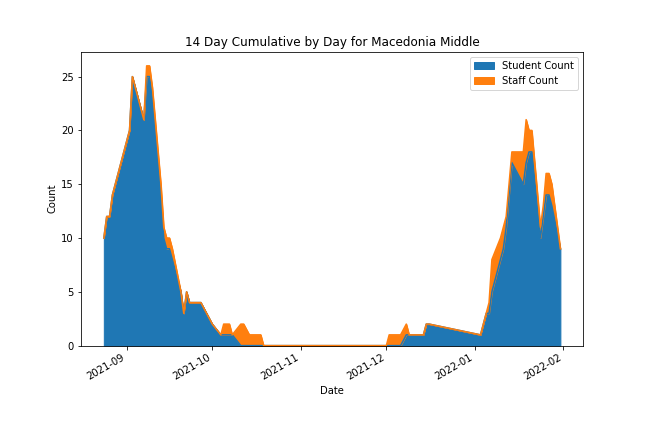 14 Day Cumulative by Day for Macedonia Middle
Student Count
Staff Count
25
20
15
10
5
0
Count
2021-09
2021-10
2021-11
2021-12
2022-01
2022-02
Date